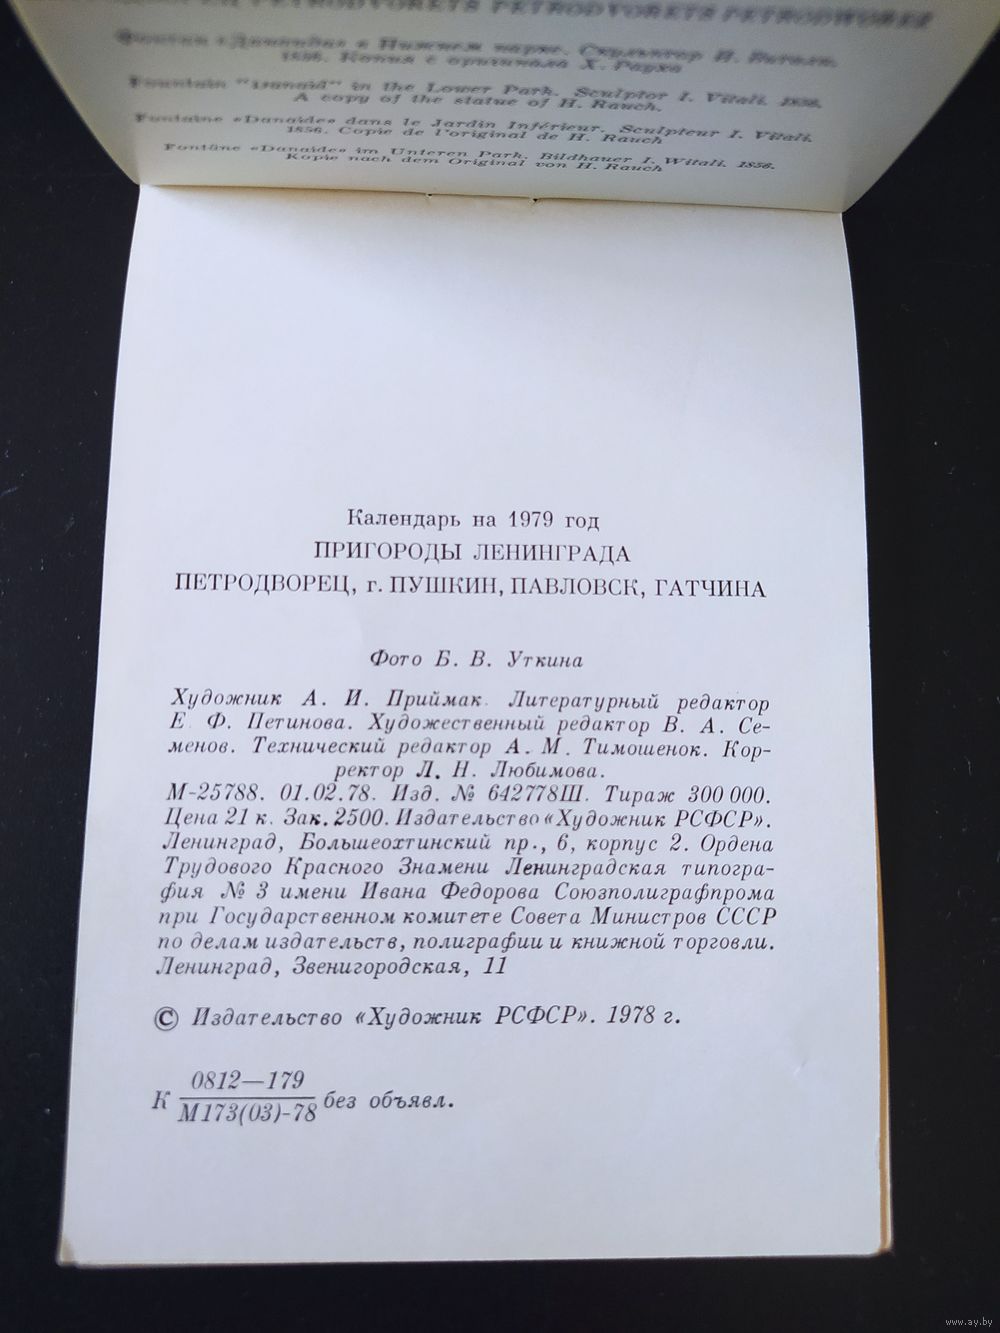 PETRODVORETS PETRODVORETS PETRODWOREZ
Фонтан «Данаида» в Нижнем парке. Скульптор И. Витали.
1856. Копия с оригинала Х. Рауха
Fountain "Danaid" in the Lower Park. Sculptor I. Vitali. 1856.
A copy of the statue of H. Rauch.
Fontaine «Danaïde» dans le Jardin Inférieur. Sculpteur I. Vitali.
1856. Copie de l'original de H. Rauch
Fontäne «Danaide» im Unteren Park. Bildhauer I. Witali. 1856.
Kopie nach dem Original von H. Rauch
Календарь на 1979 год
ПРИГОРОДЫ ЛЕНИНГРАДА
ПЕТРОДВОРЕЦ, г. ПУШКИН, ПАВЛОВСК, ГАТЧИНА
Фото Б. В. Уткина
Художник А. И. Приймак. Литературный редактор
Е. Ф. Петинова. Художественный редактор В. А. Се-
менов. Технический редактор А. М. Тимошенок. Кор-
ректор Л. Н. Любимова.
М-25788. 01.02.78. Изд. № 642778Ш. Тираж 300 000.
Цена 21 к. Зак. 2500. Издательство «Художник РСФСР».
Ленинград, Большеохтинский пр., 6, корпус 2. Ордена
Трудового Красного Знамени Ленинградская типогра-
фия № 3 имени Ивана Федорова Союзполиграфпрома
при Государственном комитете Совета Министров СССР
по делам издательств, полиграфии и книжной торговли.
Ленинград, Звенигородская, 11
© Издательство «Художник РСФСР». 1978 г.
0812—179
К М173(03)-78 без объявл.
www.ay.by